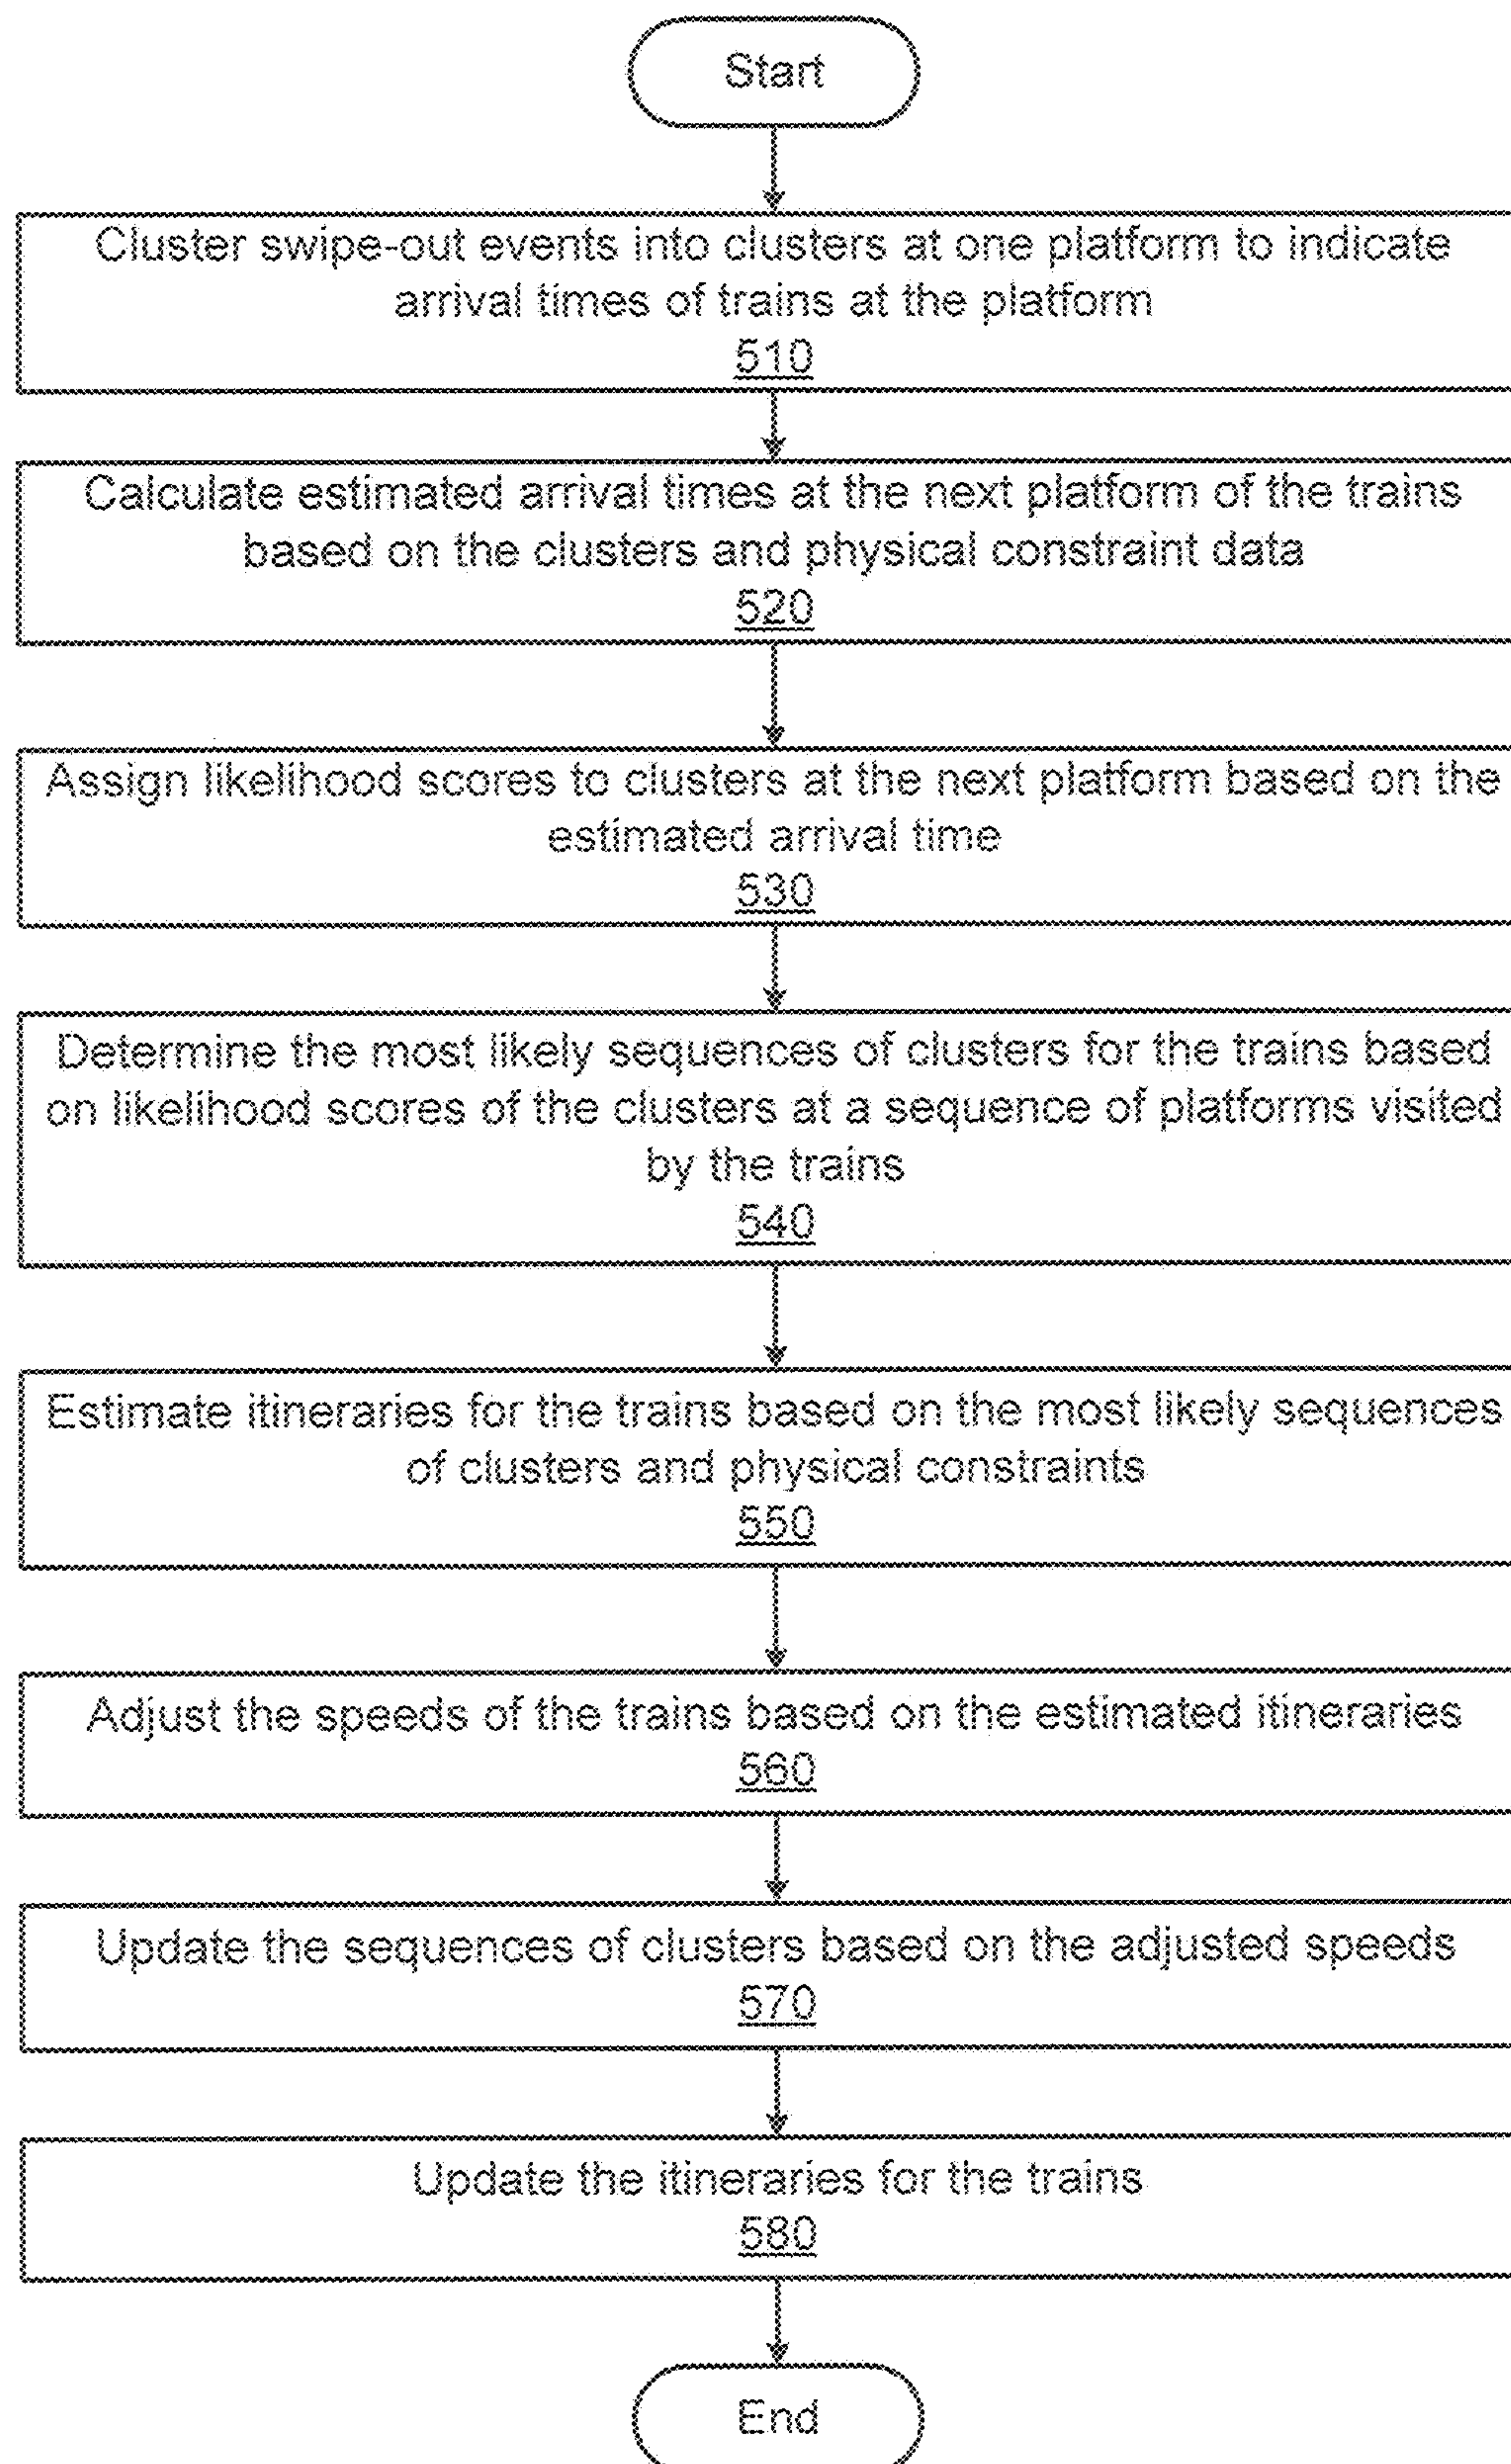 Start
Cluster swipe-out events into clusters at one platform to indicate
arrival times of trains at the platform
510
Calculate estimated arrival times at the next platform of the trains
based on the clusters and physical constraint data
520
Assign likelihood scores to clusters at the next platform based on the
estimated arrival time
530
Determine the most likely sequences of clusters for the trains based
on likelihood scores of the clusters at a sequence of platforms visited
by the trains
540
Estimate itineraries for the trains based on the most likely sequences
of clusters and physical constraints
550
Adjust the speeds of the trains based on the estimated itineraries
560
Update the sequences of clusters based on the adjusted speeds
570
Update the itineraries for the trains
580
End